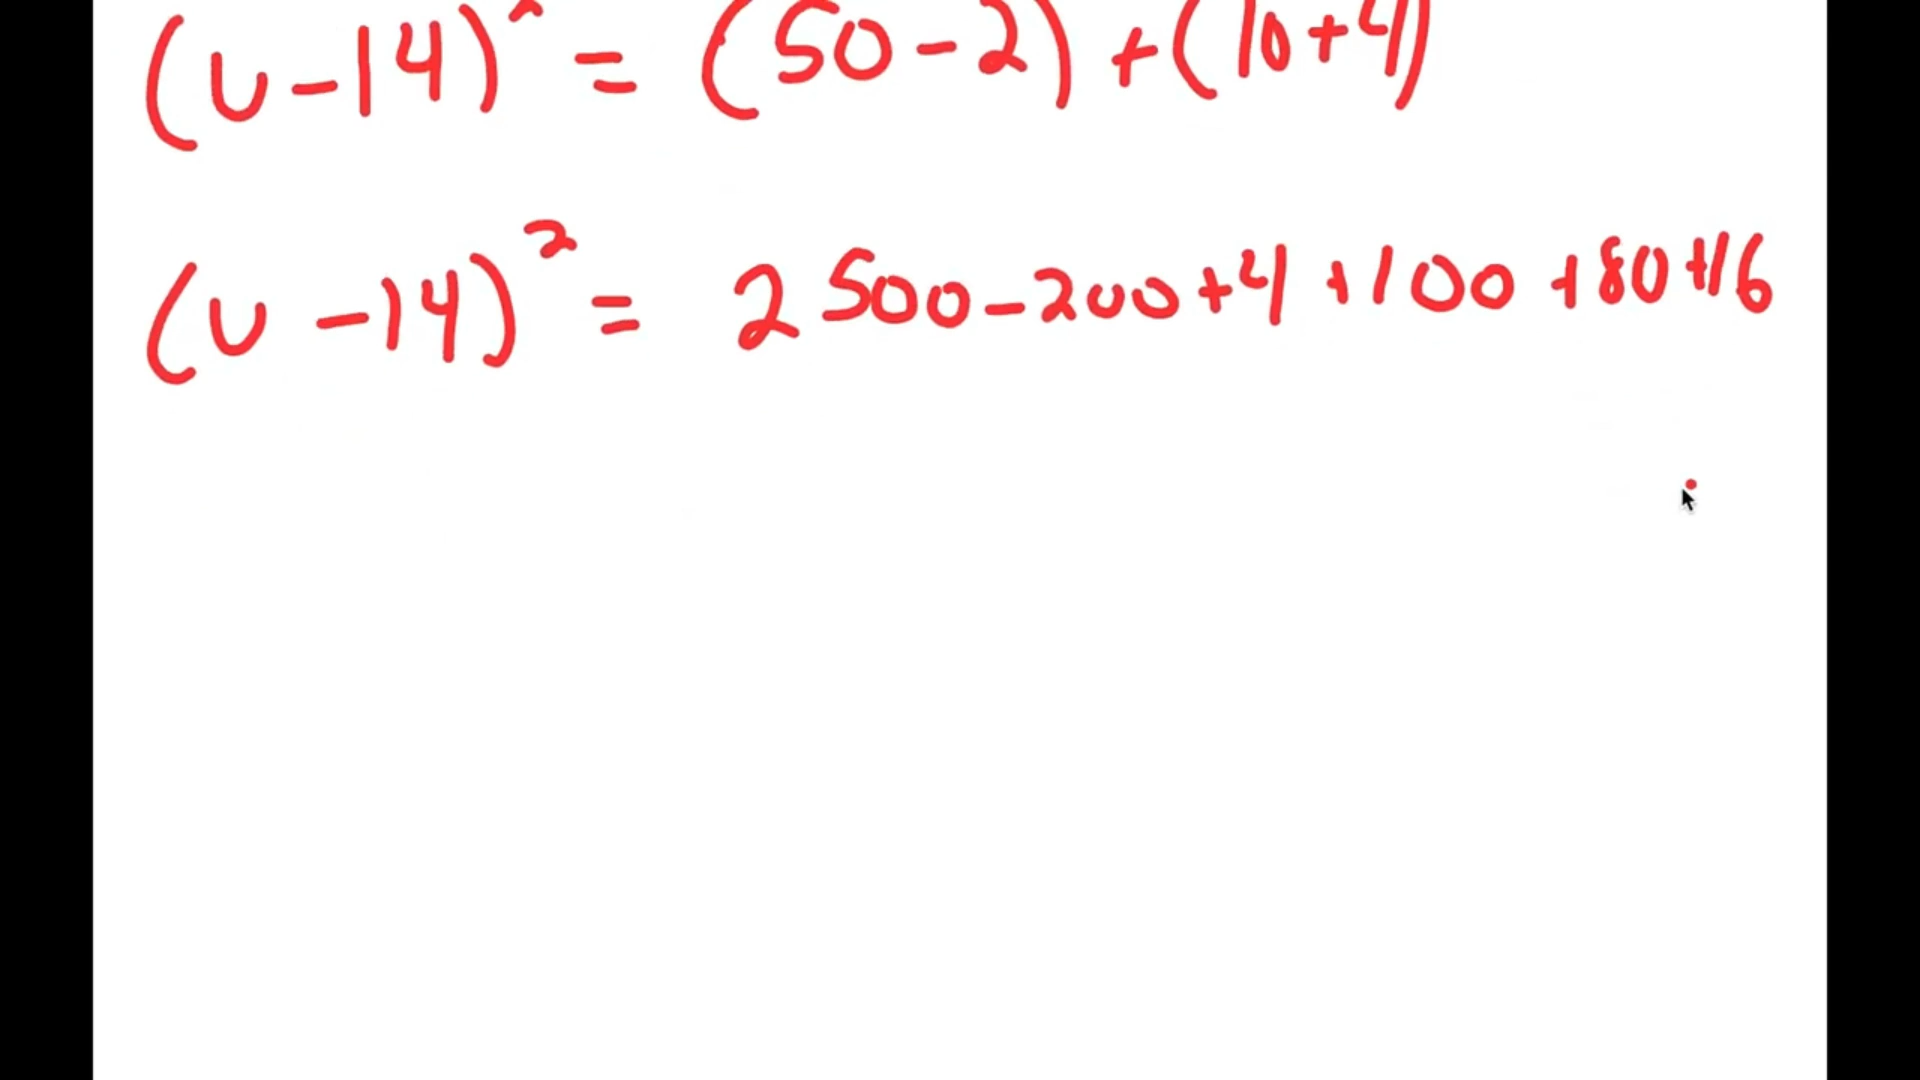 (u-14)² = (50-2) + (10+4)
(u-14)² = 2500-200+4+100+80+16